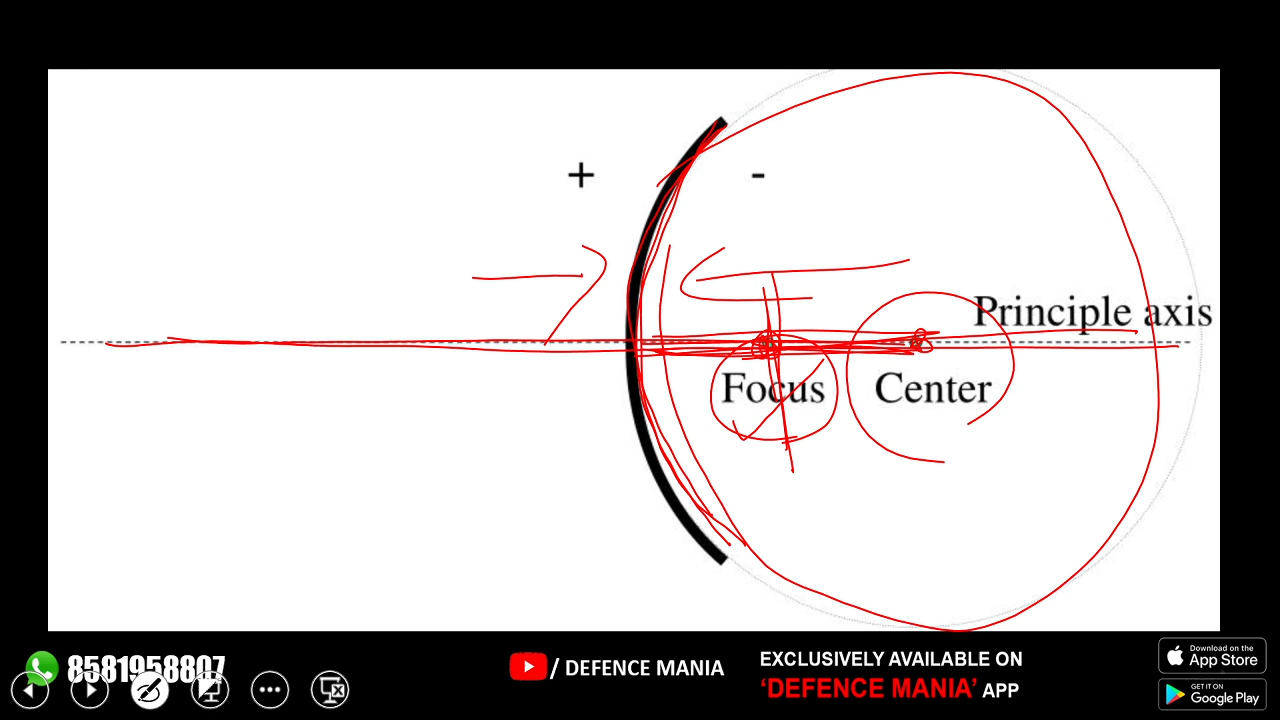 + -
Principle axis
Focus Center
8581958807
/ DEFENCE MANIA
EXCLUSIVELY AVAILABLE ON
‘DEFENCE MANIA’ APP
Download on the
App Store
GET IT ON
Google Play